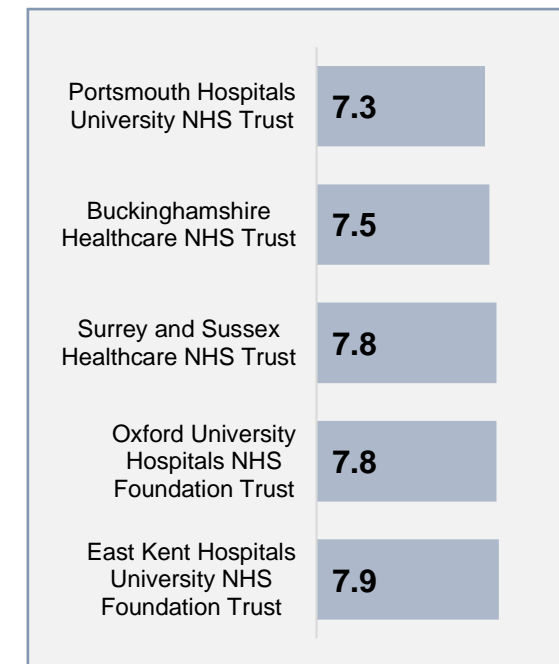 Portsmouth Hospitals
University NHS Trust
7.3
Buckinghamshire
Healthcare NHS Trust
7.5
Surrey and Sussex
Healthcare NHS Trust
7.8
Oxford University
Hospitals NHS
Foundation Trust
7.8
East Kent Hospitals
University NHS
Foundation Trust
7.9